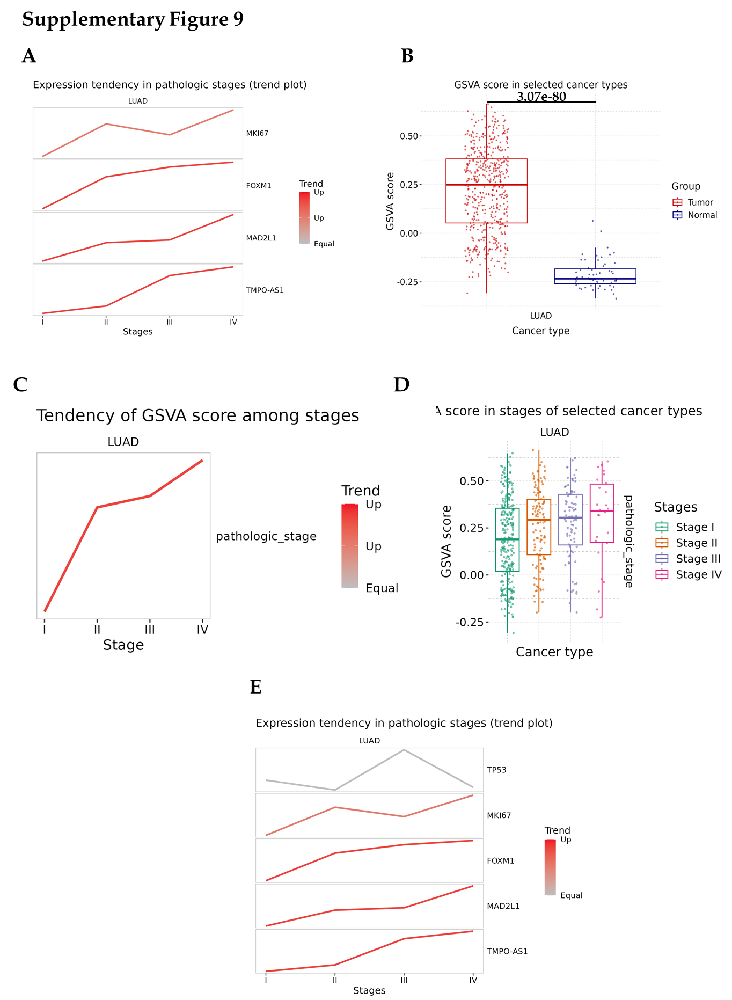 Supplementary Figure 9
A
Expression tendency in pathologic stages (trend plot)
LUAD
MKI67
FOXM1
MAD2L1
TMPO-AS1
I II III IV
Stages
Trend
Up
Up
Equal
B
GSVA score in selected cancer types
3.07e-80
GSVA score
0.50
0.25
0.00
-0.25
LUAD
Cancer type
Group
Tumor
Normal
C
Tendency of GSVA score among stages
LUAD
pathologic_stage
I II III IV
Stage
Trend
Up
Up
Equal
D
score in stages of selected cancer types
LUAD
GSVA score
0.50
0.25
0.00
-0.25
pathologic_stage
Cancer type
Stages
Stage I
Stage II
Stage III
Stage IV
E
Expression tendency in pathologic stages (trend plot)
LUAD
TP53
MKI67
FOXM1
MAD2L1
TMPO-AS1
I II III IV
Stages
Trend
Up
Equal